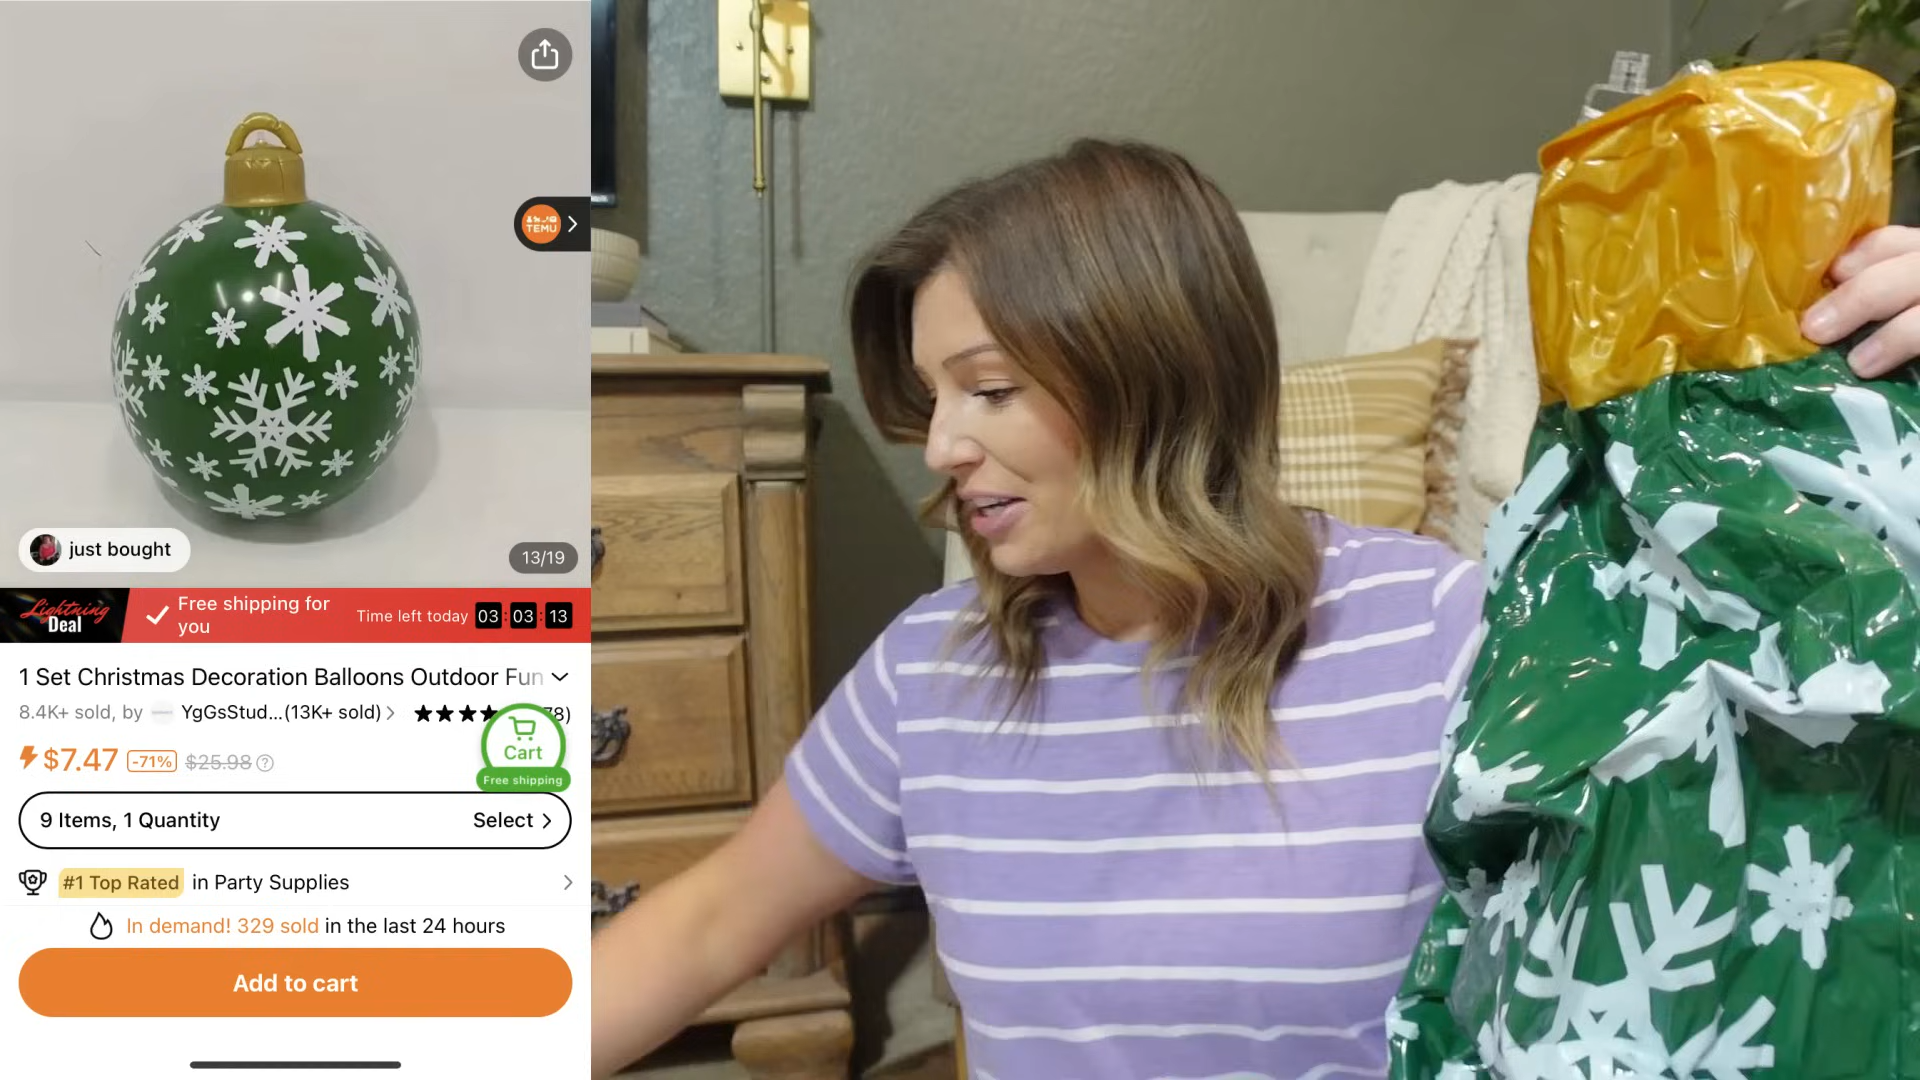 TEMU
just bought
13/19
Lightning
Deal
Free shipping for
you
Time left today 03:03:13
1 Set Christmas Decoration Balloons Outdoor Fun
8.4K+ sold, by YgGsStud...(13K+ sold)
78)
$7.47 -71% $25.98
Cart
Free shipping
9 Items, 1 Quantity
Select
#1 Top Rated in Party Supplies
In demand! 329 sold in the last 24 hours
Add to cart